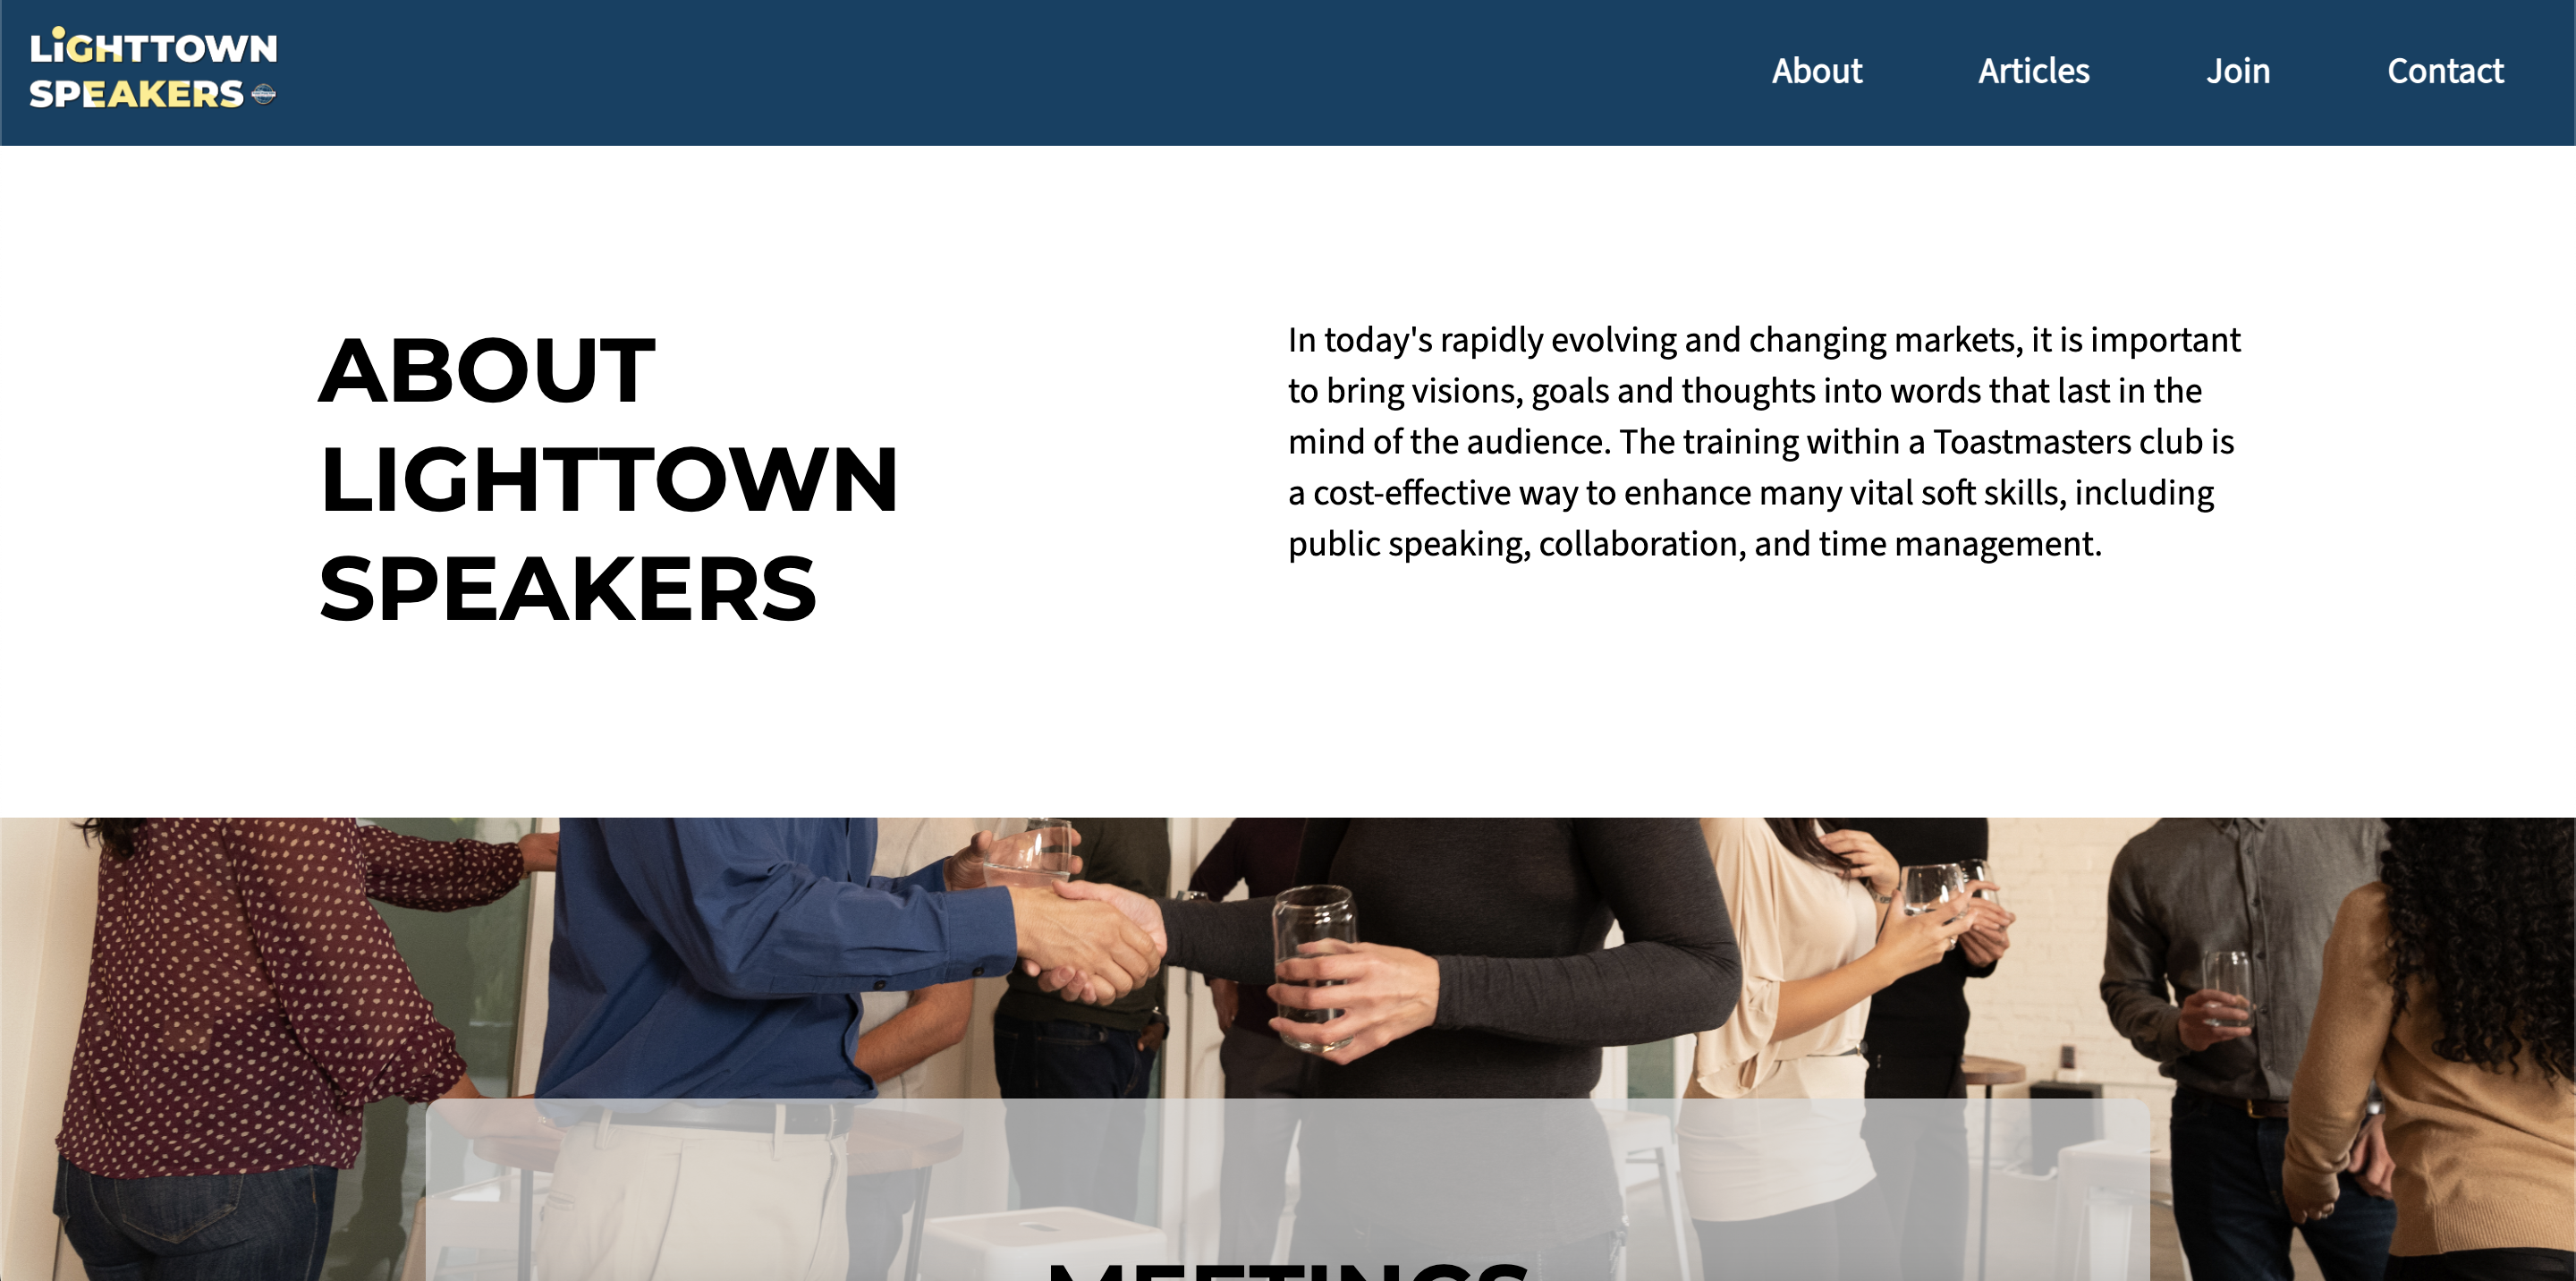 LiGHTTOWN
SPEAKERS
About Articles Join Contact
ABOUT
LIGHTTOWN
SPEAKERS
In today's rapidly evolving and changing markets, it is important
to bring visions, goals and thoughts into words that last in the
mind of the audience. The training within a Toastmasters club is
a cost-effective way to enhance many vital soft skills, including
public speaking, collaboration, and time management.
MEETINGS